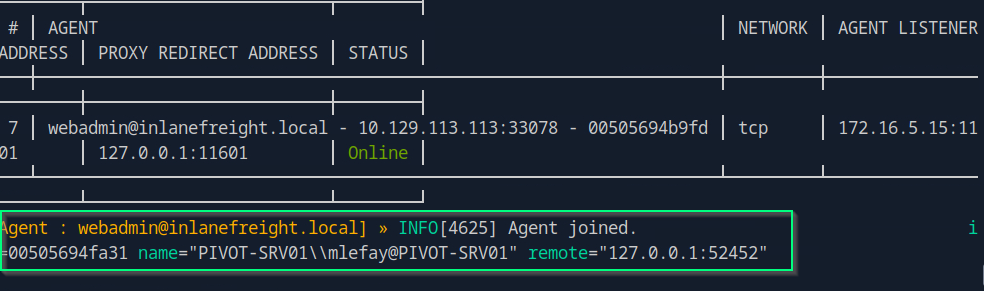 # │ AGENT │ NETWORK │ AGENT LISTENER
ADDRESS │ PROXY REDIRECT ADDRESS │ STATUS │
7 │ webadmin@inlanefreight.local - 10.129.113.113:33078 - 00505694b9fd │ tcp │ 172.16.5.15:11
01 │ 127.0.0.1:11601 │ Online │
Agent : webadmin@inlanefreight.local] » INFO[4625] Agent joined. i
=00505694fa31 name="PIVOT-SRV01\\mlefay@PIVOT-SRV01" remote="127.0.0.1:52452"